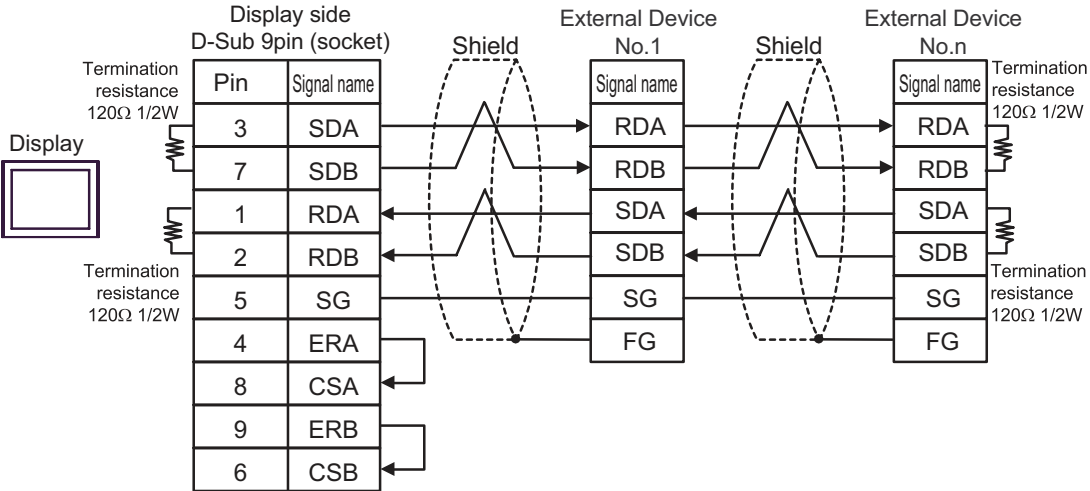 Display side
D-Sub 9pin (socket)
External Device
No.1
External Device
No.n
Shield
Shield
Termination
resistance
120Ω 1/2W
Pin Signal name
Signal name
Signal name
Termination
resistance
120Ω 1/2W
Display
3 SDA RDA RDA
7 SDB RDB RDB
1 RDA SDA SDA
2 RDB SDB SDB
Termination
resistance
120Ω 1/2W
5 SG SG SG
Termination
resistance
120Ω 1/2W
4 ERA FG FG
8 CSA
9 ERB
6 CSB